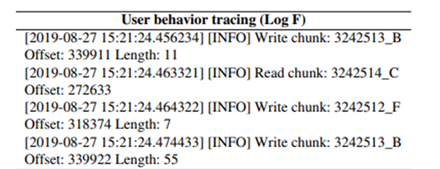 User behavior tracing (Log F)
[2019-08-27 15:21:24.456234] [INFO] Write chunk: 3242513_B
Offset: 339911 Length: 11
[2019-08-27 15:21:24.463321] [INFO] Read chunk: 3242514_C
Offset: 272633
[2019-08-27 15:21:24.464322] [INFO] Write chunk: 3242512_F
Offset: 318374 Length: 7
[2019-08-27 15:21:24.474433] [INFO] Write chunk: 3242513_B
Offset: 339922 Length: 55